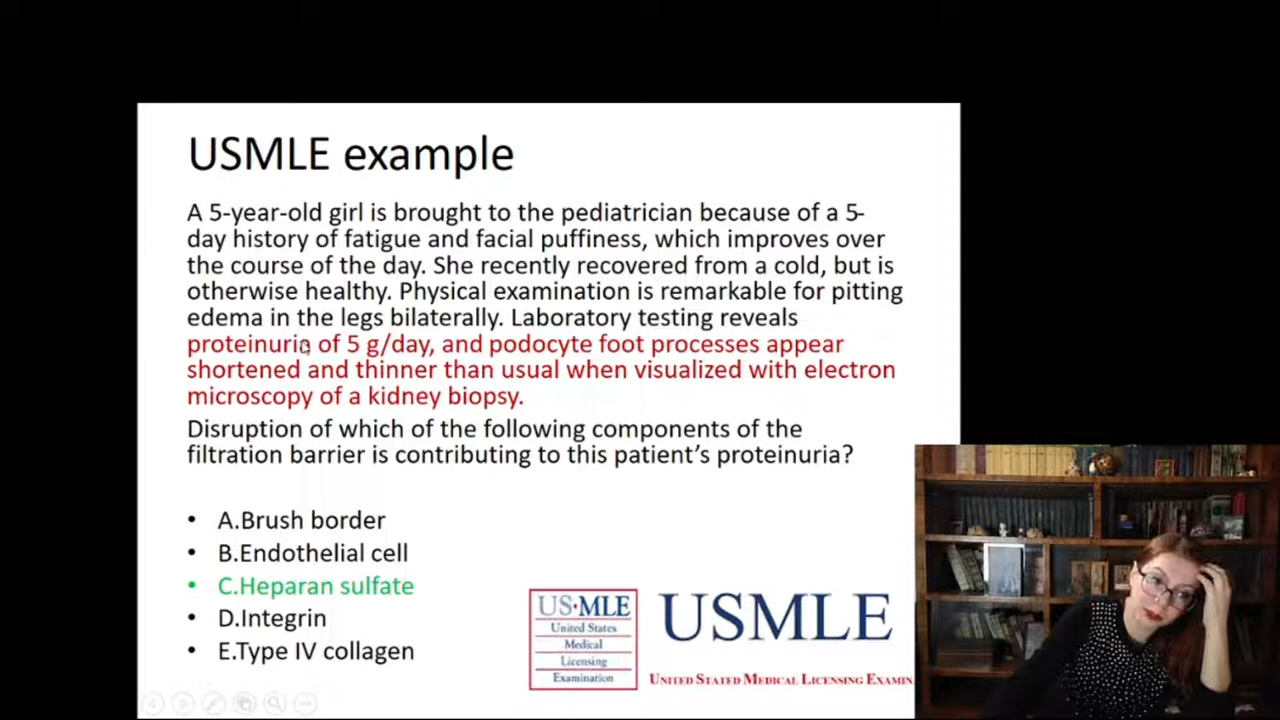 USMLE example
A 5-year-old girl is brought to the pediatrician because of a 5-
day history of fatigue and facial puffiness, which improves over
the course of the day. She recently recovered from a cold, but is
otherwise healthy. Physical examination is remarkable for pitting
edema in the legs bilaterally. Laboratory testing reveals
proteinuria of 5 g/day, and podocyte foot processes appear
shortened and thinner than usual when visualized with electron
microscopy of a kidney biopsy.
Disruption of which of the following components of the
filtration barrier is contributing to this patient's proteinuria?
• A.Brush border
• B.Endothelial cell
• C.Heparan sulfate
• D.Integrin
• E.Type IV collagen
US·MLE
United States
Medical
Licensing
Examination
USMLE
UNITED STATED MEDICAL LICENSING EXAMIN